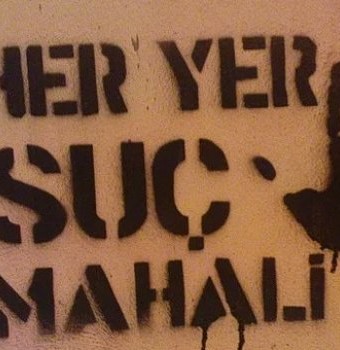 HER YER
SUÇ
MAHALİ